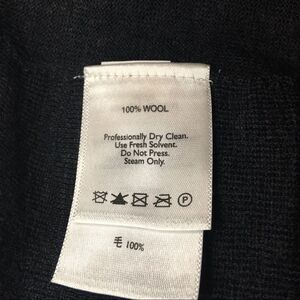 100% WOOL
Professionally Dry Clean.
Use Fresh Solvent.
Do Not Press.
Steam Only.
P
毛 100%